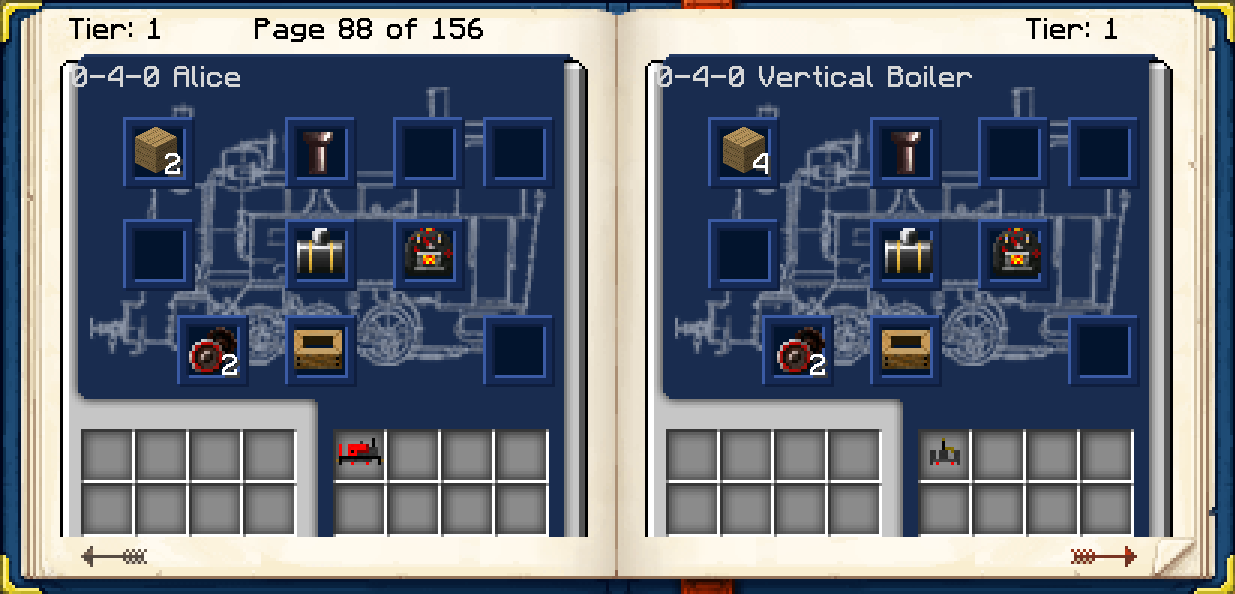 Tier: 1
Page 88 of 156
Tier: 1
0-4-0 Alice
2
2
0-4-0 Vertical Boiler
4
2